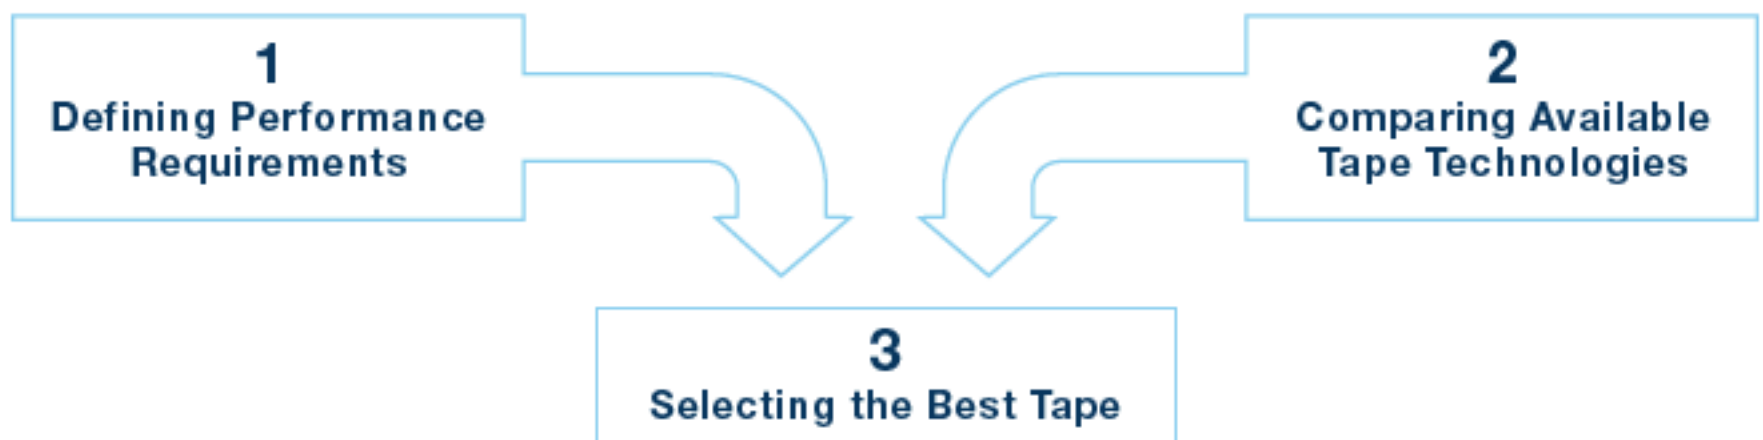 1
Defining Performance
Requirements
2
Comparing Available
Tape Technologies
3
Selecting the Best Tape